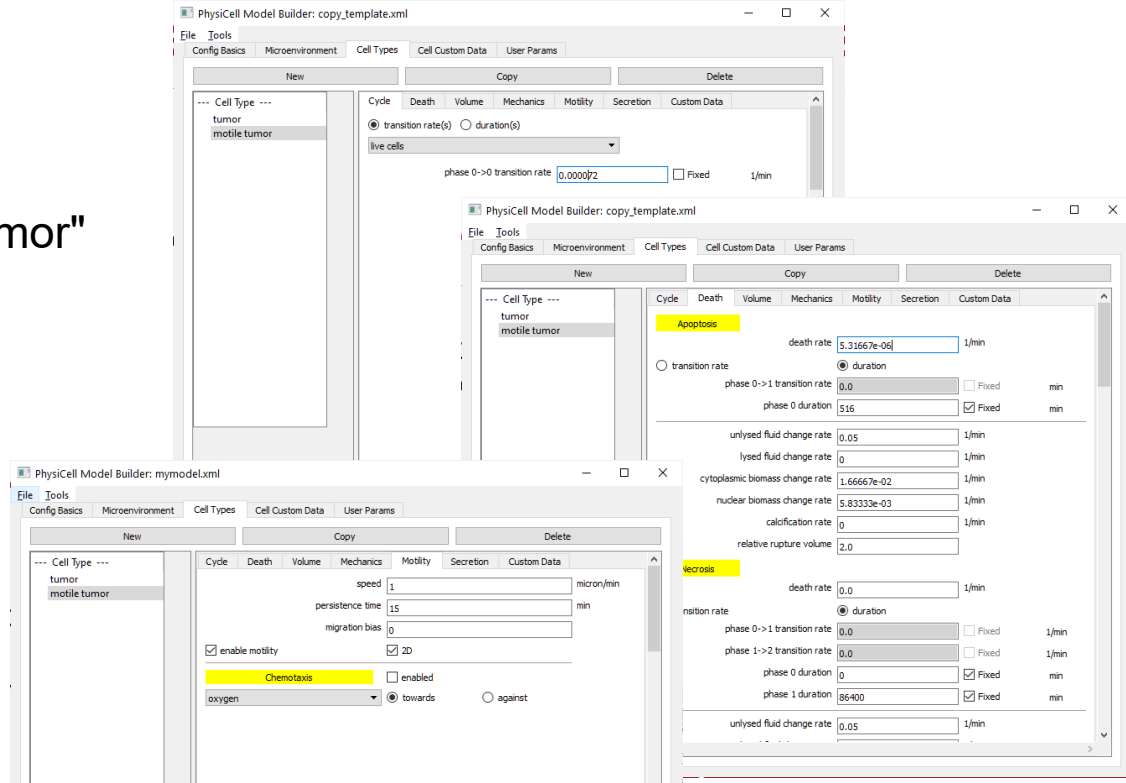 PhysiCell Model Builder: copy_template.xml
File Tools
Config Basics Microenvironment Cell Types Cell Custom Data User Params
New Copy Delete
--- Cell Type ---
tumor
motile tumor
Cycle Death Volume Mechanics Motility Secretion Custom Data
transition rate(s) duration(s)
live cells
phase 0->0 transition rate 0.000072 Fixed 1/min
mor"
PhysiCell Model Builder: copy_template.xml
File Tools
Config Basics Microenvironment Cell Types Cell Custom Data User Params
New Copy Delete
--- Cell Type ---
tumor
motile tumor
Cycle Death Volume Mechanics Motility Secretion Custom Data
Apoptosis
death rate 5.31667e-06 1/min
transition rate duration
phase 0->1 transition rate 0.0 Fixed min
phase 0 duration 516 Fixed min
unlysed fluid change rate 0.05 1/min
lysed fluid change rate 0 1/min
cytoplasmic biomass change rate 1.66667e-02 1/min
nuclear biomass change rate 5.83333e-03 1/min
calcification rate 0 1/min
relative rupture volume 2.0
Necrosis
death rate 0.0 1/min
nsition rate duration
phase 0->1 transition rate 0.0 Fixed 1/min
phase 1->2 transition rate 0.0 Fixed 1/min
phase 0 duration 0 Fixed min
phase 1 duration 86400 Fixed min
unlysed fluid change rate 0.05 1/min
PhysiCell Model Builder: mymodel.xml
File Tools
Config Basics Microenvironment Cell Types Cell Custom Data User Params
New Copy Delete
--- Cell Type ---
tumor
motile tumor
Cycle Death Volume Mechanics Motility Secretion Custom Data
speed 1 micron/min
persistence time 15 min
migration bias 0
enable motility 2D
Chemotaxis enabled
oxygen towards against